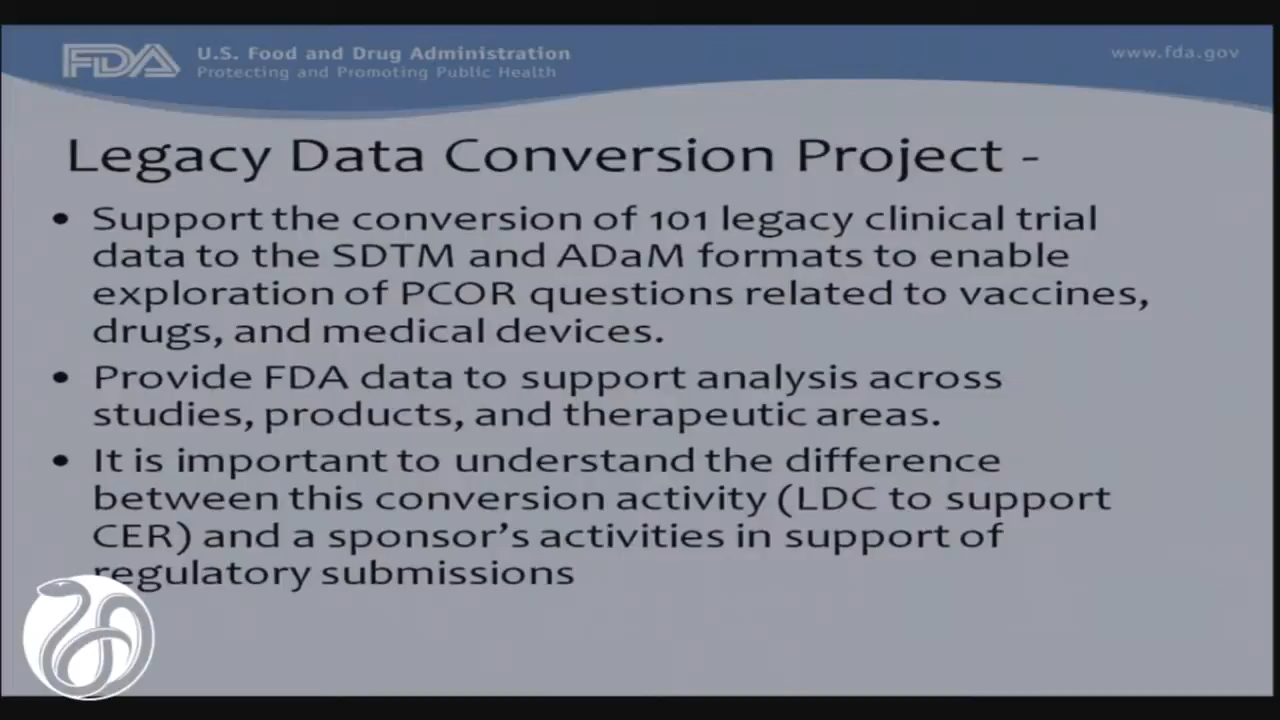 FDA U.S. Food and Drug Administration www.fda.gov
Protecting and Promoting Public Health
Legacy Data Conversion Project -
• Support the conversion of 101 legacy clinical trial
data to the SDTM and ADaM formats to enable
exploration of PCOR questions related to vaccines,
drugs, and medical devices.
• Provide FDA data to support analysis across
studies, products, and therapeutic areas.
• It is important to understand the difference
between this conversion activity (LDC to support
CER) and a sponsor's activities in support of
regulatory submissions